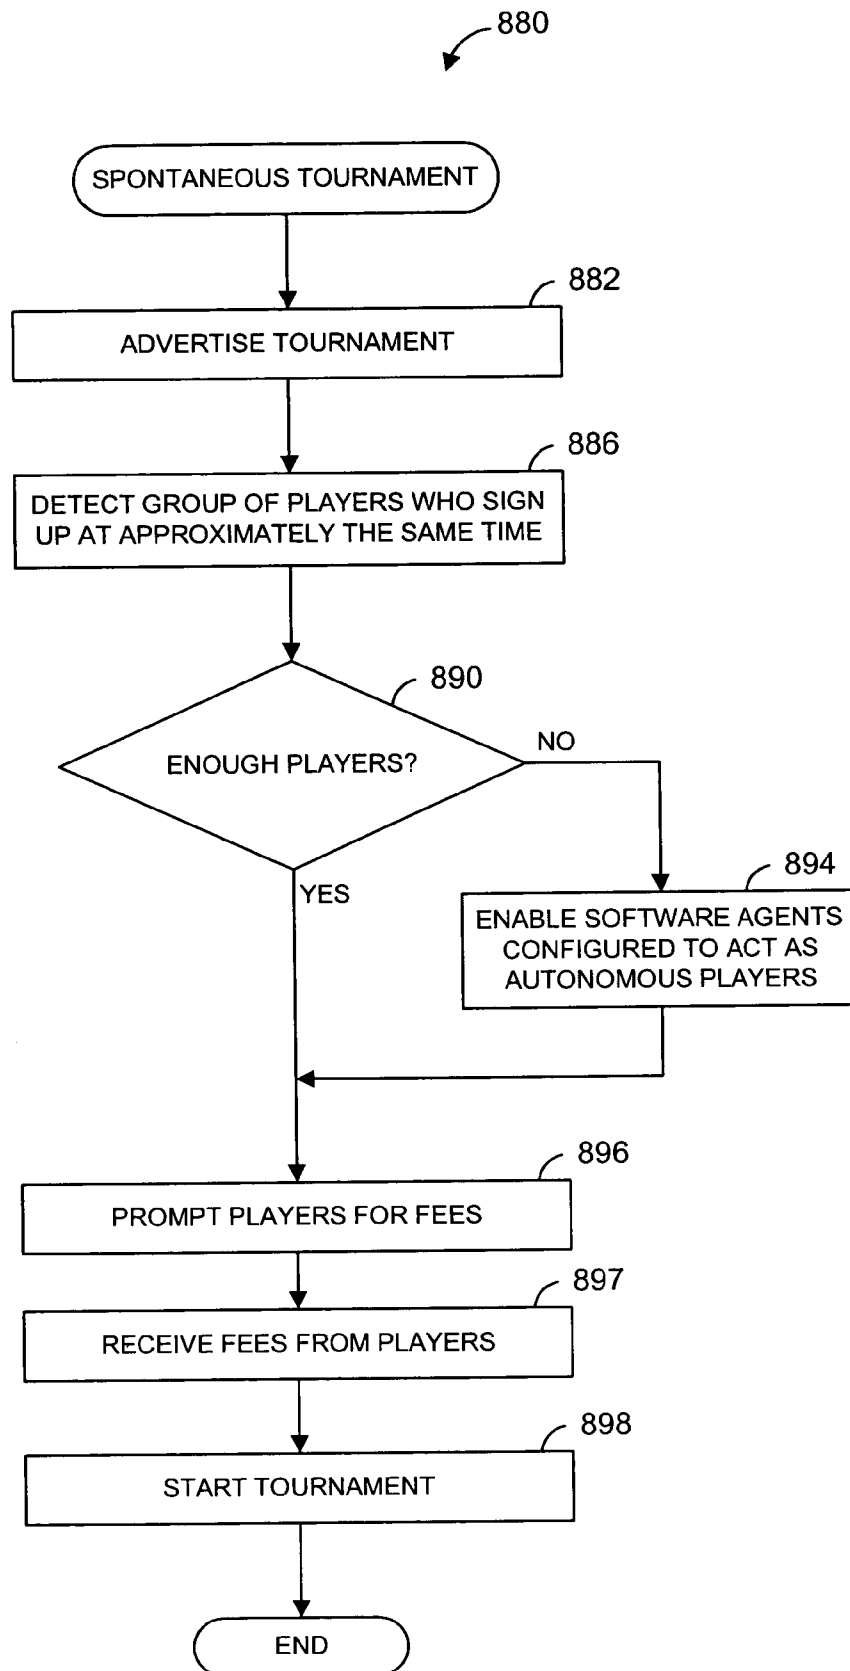 880
SPONTANEOUS TOURNAMENT
882
ADVERTISE TOURNAMENT
886
DETECT GROUP OF PLAYERS WHO SIGN
UP AT APPROXIMATELY THE SAME TIME
890
ENOUGH PLAYERS?
NO
YES
894
ENABLE SOFTWARE AGENTS
CONFIGURED TO ACT AS
AUTONOMOUS PLAYERS
896
PROMPT PLAYERS FOR FEES
897
RECEIVE FEES FROM PLAYERS
898
START TOURNAMENT
END